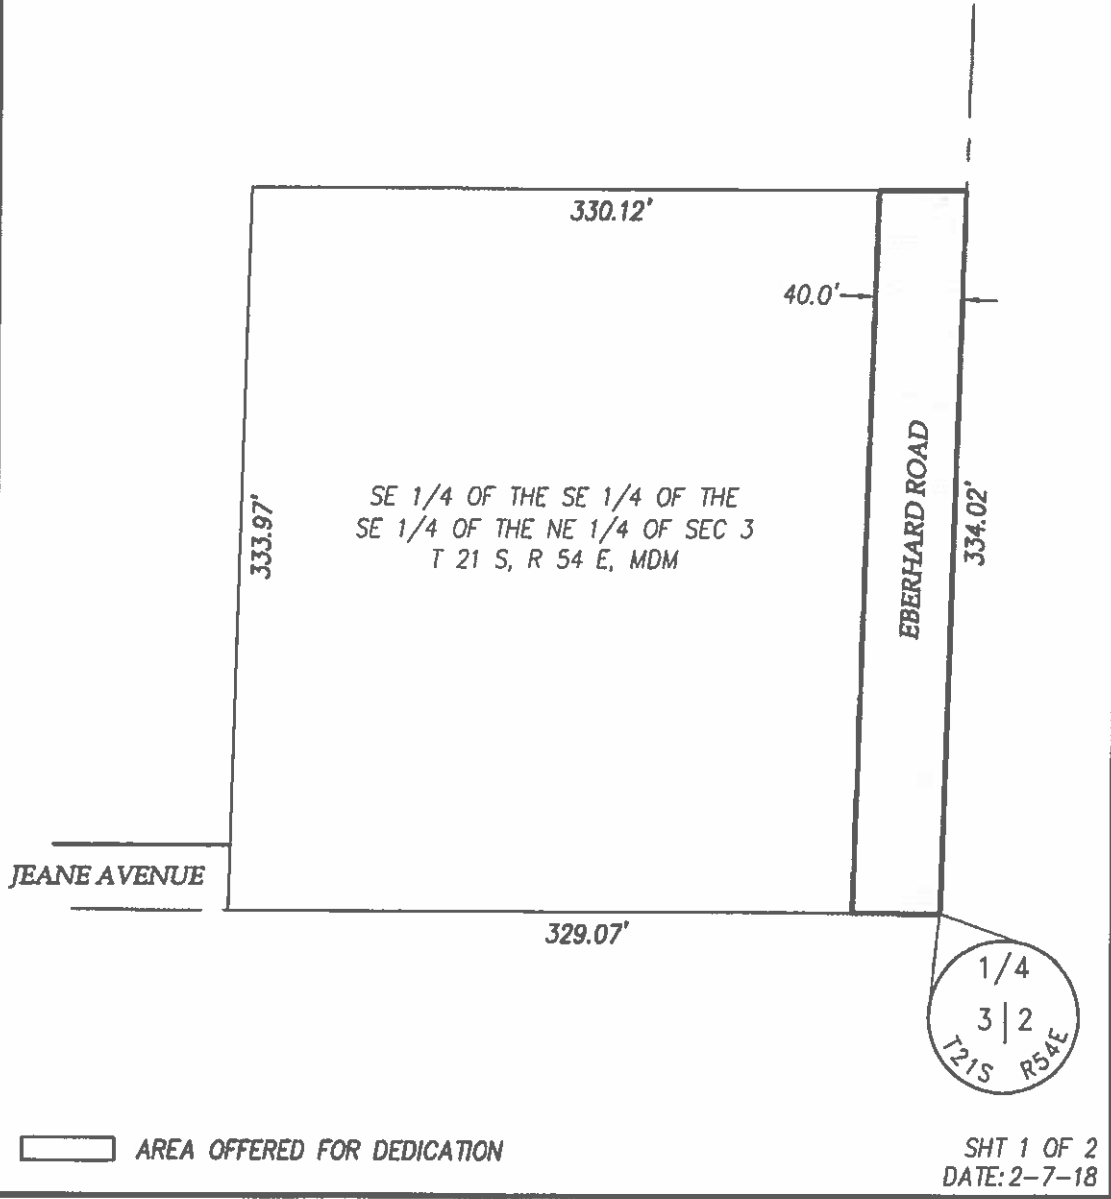 330.12'
40.0'
SE 1/4 OF THE SE 1/4 OF THE
SE 1/4 OF THE NE 1/4 OF SEC 3
T 21 S, R 54 E, MDM
333.97'
EBERHARD ROAD
334.02'
JEANE AVENUE
329.07'
1/4
3|2
T21S R54E
AREA OFFERED FOR DEDICATION
SHT 1 OF 2
DATE: 2-7-18